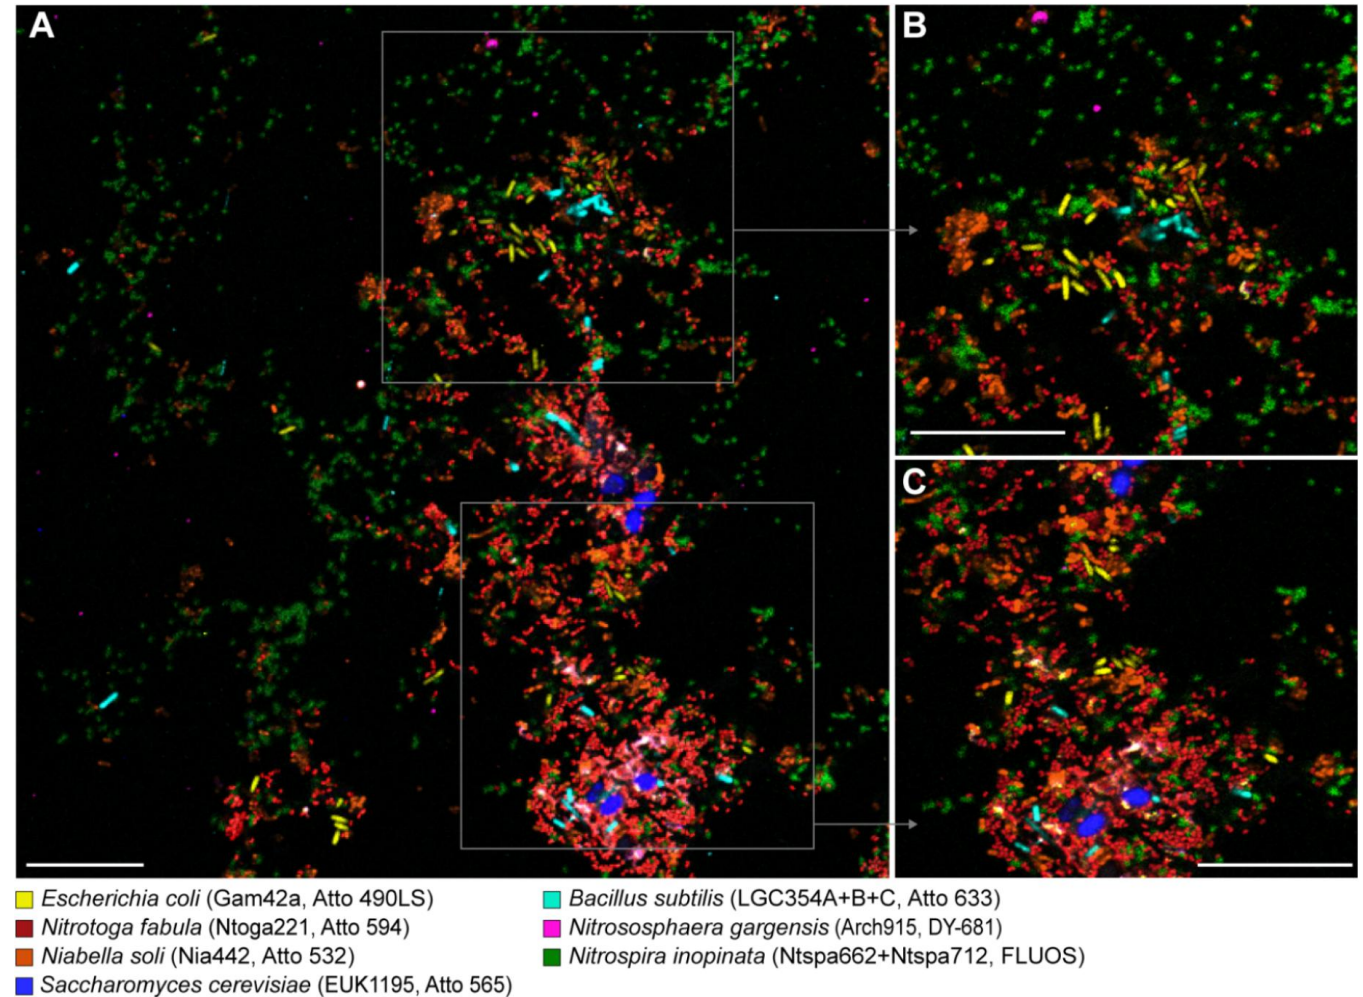 A
B
C
Escherichia coli (Gam42a, Atto 490LS)
Nitrotoga fabula (Ntoga221, Atto 594)
Niabella soli (Nia442, Atto 532)
Saccharomyces cerevisiae (EUK1195, Atto 565)
Bacillus subtilis (LGC354A+B+C, Atto 633)
Nitrososphaera gargensis (Arch915, DY-681)
Nitrospira inopinata (Ntspa662+Ntspa712, FLUOS)